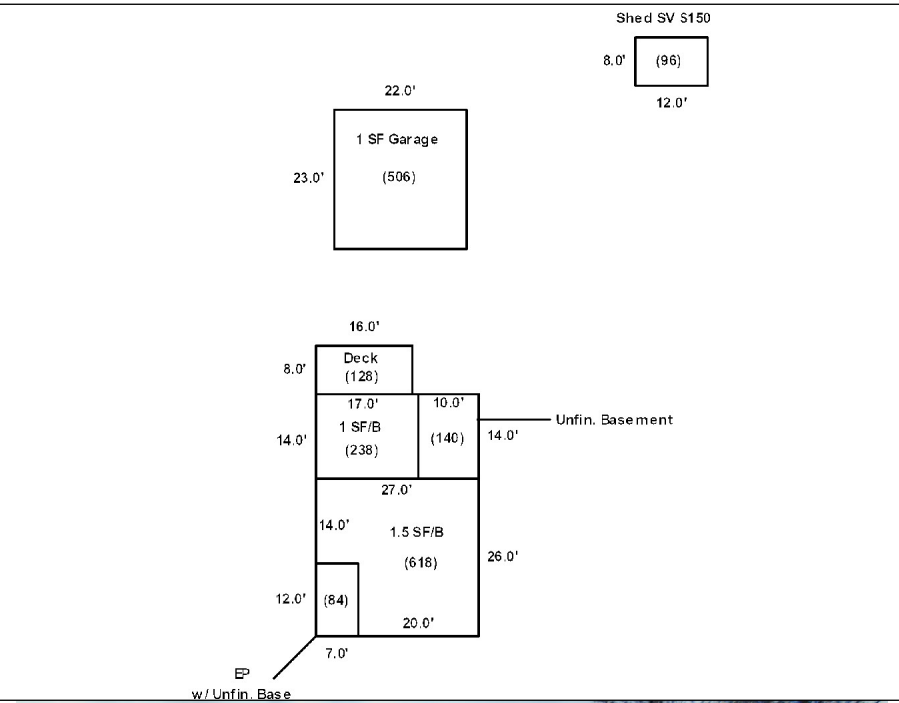 Shed SV $150
8.0'
(96)
12.0'
22.0'
1 SF Garage
23.0'
(506)
16.0'
8.0'
Deck
(128)
17.0'
10.0'
1 SF/B
14.0'
(238)
(140)
14.0'
Unfin. Basement
27.0'
14.0'
1.5 SF/B
(618)
26.0'
12.0'
(84)
20.0'
7.0'
EP
w/ Unfin. Base